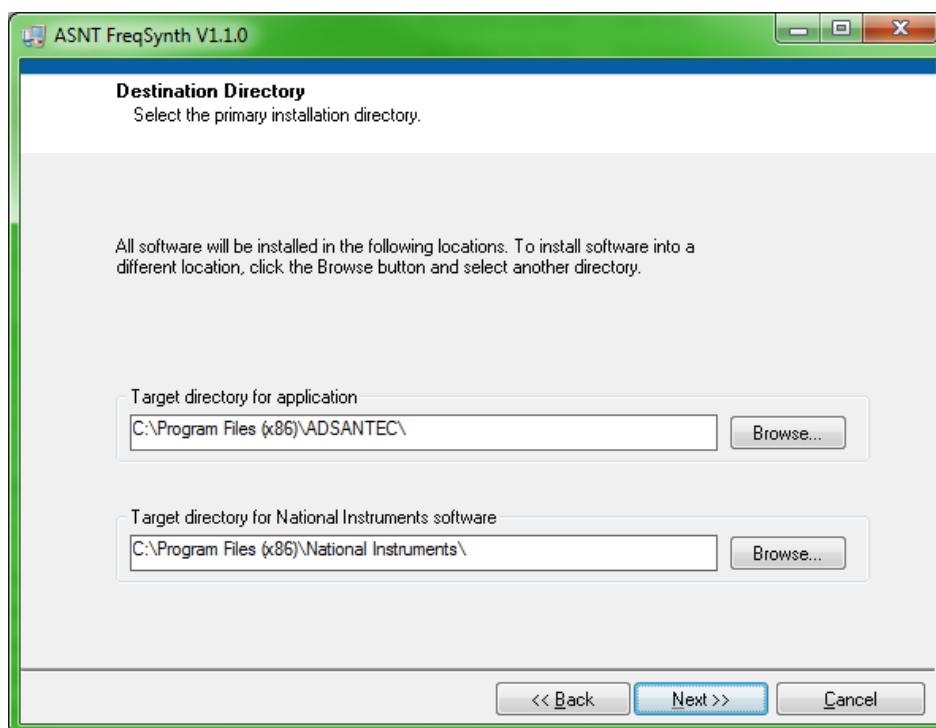 ASNT FreqSynth V1.1.0
Destination Directory
Select the primary installation directory.
All software will be installed in the following locations. To install software into a
different location, click the Browse button and select another directory.
Target directory for application
C:\Program Files (x86)\ADSANTEC\
Browse...
Target directory for National Instruments software
C:\Program Files (x86)\National Instruments\
Browse...
<< Back
Next >>
Cancel